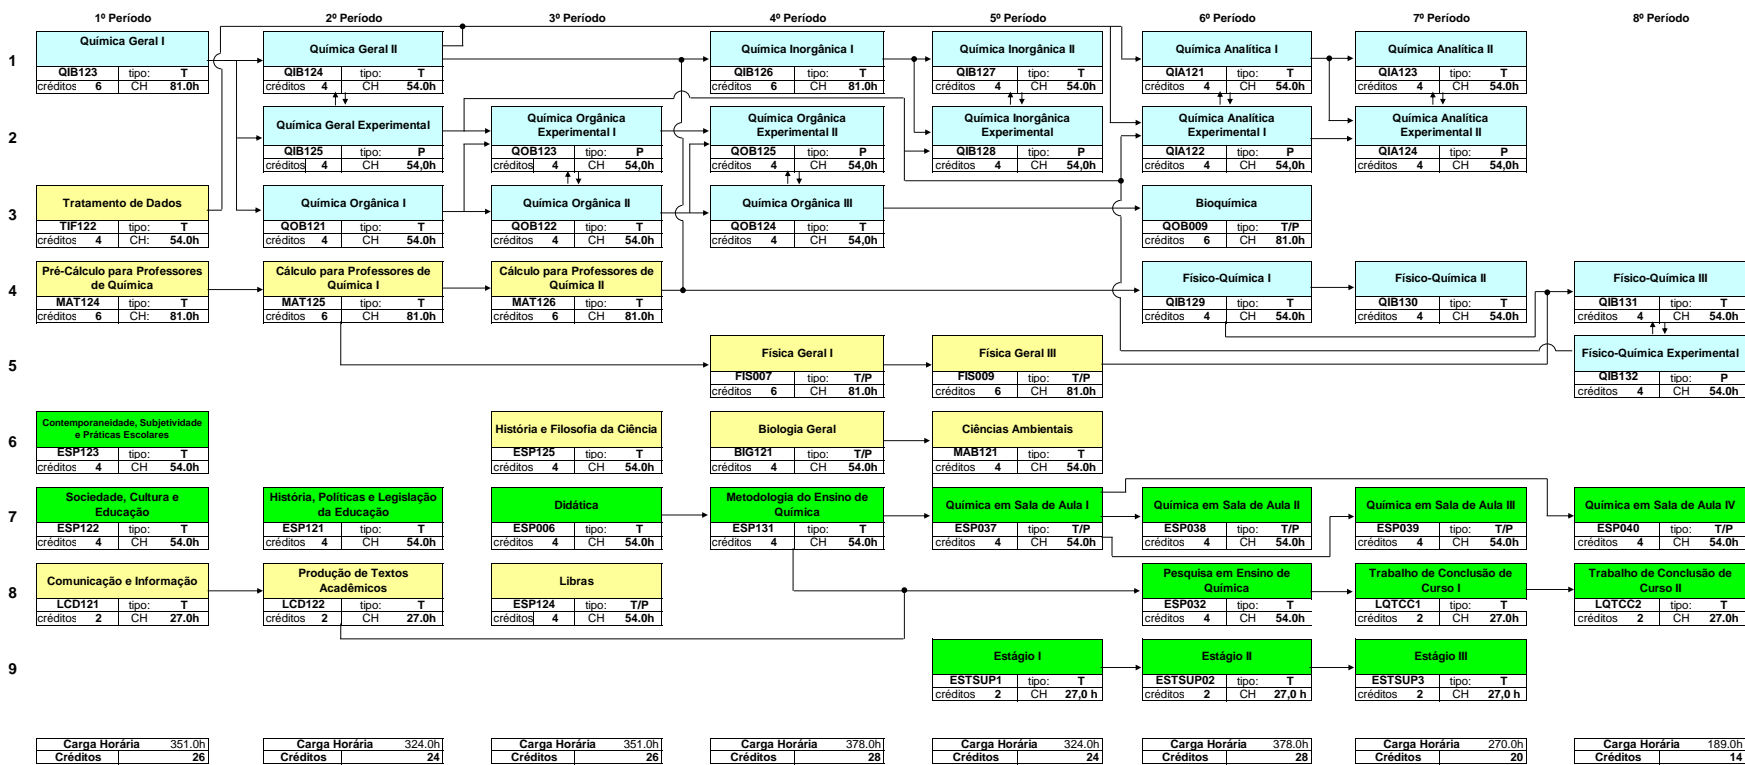 1º Período 2º Período 3º Período 4º Período 5º Período 6º Período 7º Período 8º Período
1
Química Geral I
QIB123 tipo: T
créditos 6 CH 81.0h
Química Geral II
QIB124 tipo: T
créditos 4 CH 54.0h
Química Inorgânica I
QIB126 tipo: T
créditos 6 CH 81.0h
Química Inorgânica II
QIB127 tipo: T
créditos 4 CH 54.0h
Química Analítica I
QIA121 tipo: T
créditos 4 CH 54.0h
Química Analítica II
QIA123 tipo: T
créditos 4 CH 54.0h
2
Química Geral Experimental
QIB125 tipo: P
créditos 4 CH 54,0h
Química Orgânica
Experimental I
QOB123 tipo: P
créditos 4 CH 54,0h
Química Orgânica
Experimental II
QOB125 tipo: P
créditos 4 CH 54,0h
Química Inorgânica
Experimental
QIB128 tipo: P
créditos 4 CH 54,0h
Química Analítica
Experimental I
QIA122 tipo: P
créditos 4 CH 54,0h
Química Analítica
Experimental II
QIA124 tipo: P
créditos 4 CH 54,0h
3
Tratamento de Dados
TIF122 tipo: T
créditos 4 CH: 54.0h
Química Orgânica I
QOB121 tipo: T
créditos 4 CH 54.0h
Química Orgânica II
QOB122 tipo: T
créditos 4 CH 54.0h
Química Orgânica III
QOB124 tipo: T
créditos 4 CH 54,0h
Bioquímica
QOB009 tipo: T/P
créditos 6 CH 81.0h
4
Pré-Cálculo para Professores
de Química
MAT124 tipo: T
créditos 6 CH: 81.0h
Cálculo para Professores de
Química I
MAT125 tipo: T
créditos 6 CH: 81.0h
Cálculo para Professores de
Química II
MAT126 tipo: T
créditos 6 CH: 81.0h
Físico-Química I
QIB129 tipo: T
créditos 4 CH 54.0h
Físico-Química II
QIB130 tipo: T
créditos 4 CH 54.0h
Físico-Química III
QIB131 tipo: T
créditos 4 CH 54.0h
5
Física Geral I
FIS007 tipo: T/P
créditos 6 CH 81.0h
Física Geral III
FIS009 tipo: T/P
créditos 6 CH 81.0h
Físico-Química Experimental
QIB132 tipo: P
créditos 4 CH 54.0h
6
Contemporaneidade, Subjetividade
e Práticas Escolares
ESP123 tipo: T
créditos 4 CH 54.0h
História e Filosofia da Ciência
ESP125 tipo: T
créditos 4 CH 54.0h
Biologia Geral
BIG121 tipo: T/P
créditos 4 CH 54.0h
Ciências Ambientais
MAB121 tipo: T
créditos 4 CH 54.0h
7
Sociedade, Cultura e
Educação
ESP122 tipo: T
créditos 4 CH 54.0h
História, Políticas e Legislação
da Educação
ESP121 tipo: T
créditos 4 CH 54.0h
Didática
ESP006 tipo: T
créditos 4 CH 54.0h
Metodologia do Ensino de
Química
ESP131 tipo: T
créditos 4 CH 54.0h
Química em Sala de Aula I
ESP037 tipo: T/P
créditos 4 CH 54.0h
Química em Sala de Aula II
ESP038 tipo: T/P
créditos 4 CH 54.0h
Química em Sala de Aula III
ESP039 tipo: T/P
créditos 4 CH 54.0h
Química em Sala de Aula IV
ESP040 tipo: T/P
créditos 4 CH 54.0h
8
Comunicação e Informação
LCD121 tipo: T
créditos 2 CH 27.0h
Produção de Textos
Acadêmicos
LCD122 tipo: T
créditos 2 CH 27.0h
Libras
ESP124 tipo: T/P
créditos 4 CH 54.0h
Pesquisa em Ensino de
Química
ESP032 tipo: T
créditos 4 CH 54.0h
Trabalho de Conclusão de
Curso I
LQTCC1 tipo: T
créditos 2 CH 27.0h
Trabalho de Conclusão de
Curso II
LQTCC2 tipo: T
créditos 2 CH 27.0h
9
Estágio I
ESTSUP1 tipo: T
créditos 2 CH 27,0 h
Estágio II
ESTSUP02 tipo: T
créditos 2 CH 27,0 h
Estágio III
ESTSUP3 tipo: T
créditos 2 CH 27,0 h
Carga Horária 351.0h Carga Horária 324.0h Carga Horária 351.0h Carga Horária 378.0h Carga Horária 324.0h Carga Horária 378.0h Carga Horária 270.0h Carga Horária 189.0h
Créditos 26 Créditos 24 Créditos 26 Créditos 28 Créditos 24 Créditos 28 Créditos 20 Créditos 14